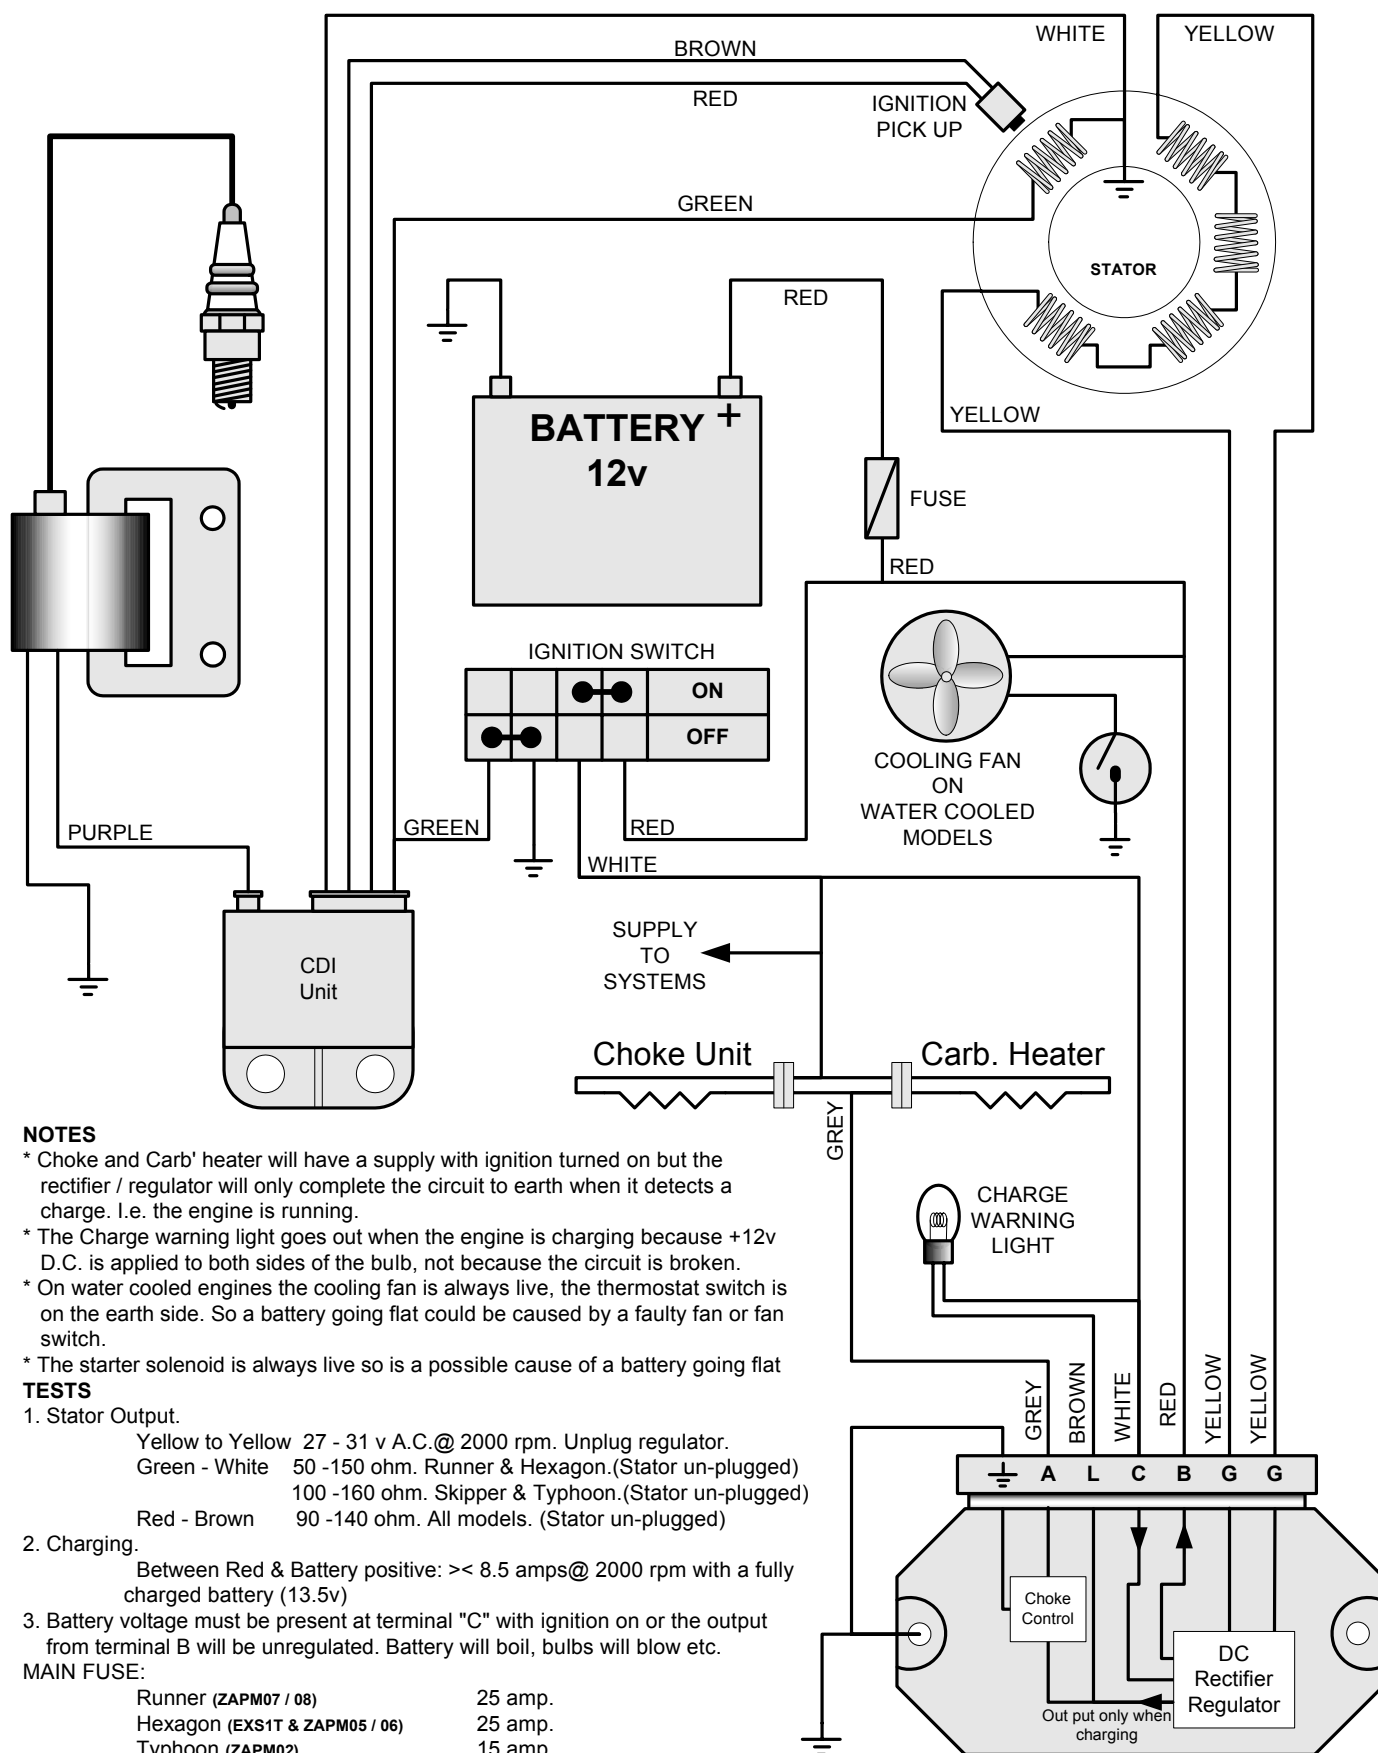 WHITE
YELLOW
BROWN
RED
IGNITION
PICK UP
GREEN
STATOR
RED
YELLOW
BATTERY +
12v
FUSE
RED
IGNITION SWITCH
ON
OFF
COOLING FAN
ON
WATER COOLED
MODELS
PURPLE
GREEN
RED
WHITE
SUPPLY
TO
SYSTEMS
CDI
Unit
Choke Unit
Carb. Heater
GREY
NOTES
* Choke and Carb' heater will have a supply with ignition turned on but the
rectifier / regulator will only complete the circuit to earth when it detects a
charge. I.e. the engine is running.
* The Charge warning light goes out when the engine is charging because +12v
D.C. is applied to both sides of the bulb, not because the circuit is broken.
* On water cooled engines the cooling fan is always live, the thermostat switch is
on the earth side. So a battery going flat could be caused by a faulty fan or fan
switch.
* The starter solenoid is always live so is a possible cause of a battery going flat
TESTS
1. Stator Output.
Yellow to Yellow 27 - 31 v A.C.@ 2000 rpm. Unplug regulator.
Green - White 50 -150 ohm. Runner & Hexagon.(Stator un-plugged)
100 -160 ohm. Skipper & Typhoon.(Stator un-plugged)
Red - Brown 90 -140 ohm. All models. (Stator un-plugged)
2. Charging.
Between Red & Battery positive: >< 8.5 amps@ 2000 rpm with a fully
charged battery (13.5v)
3. Battery voltage must be present at terminal "C" with ignition on or the output
from terminal B will be unregulated. Battery will boil, bulbs will blow etc.
MAIN FUSE:
Runner (ZAPM07 / 08) 25 amp.
Hexagon (EXS1T & ZAPM05 / 06) 25 amp.
Typhoon (ZAPM02) 15 amp
CHARGE
WARNING
LIGHT
GREY
BROWN
WHITE
RED
YELLOW
YELLOW
A L C B G G
Choke
Control
DC
Rectifier
Regulator
Out put only when
charging